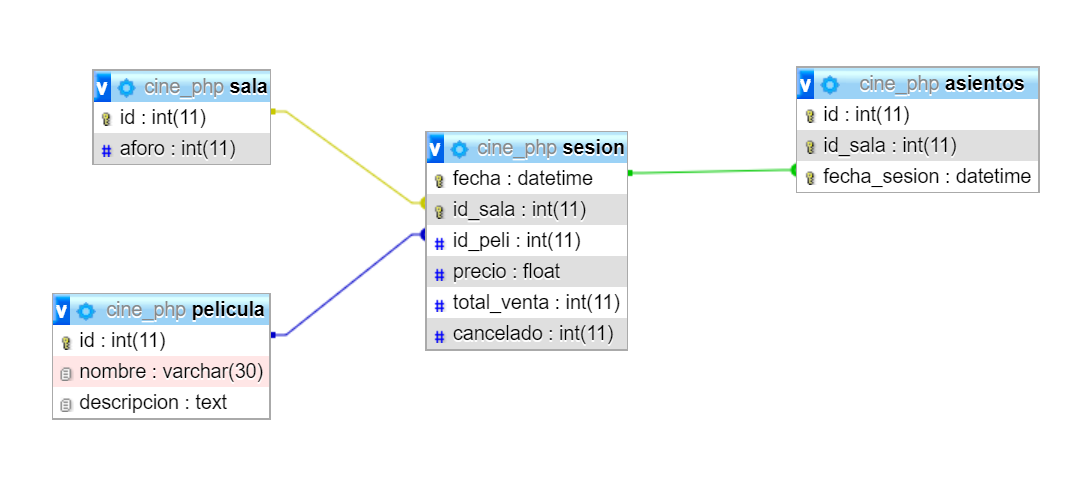 v cine_php sala
id : int(11)
# aforo : int(11)
v cine_php pelicula
id : int(11)
nombre : varchar(30)
descripcion : text
v cine_php sesion
fecha : datetime
id_sala : int(11)
# id_peli : int(11)
# precio : float
# total_venta : int(11)
# cancelado : int(11)
v cine_php asientos
id : int(11)
id_sala : int(11)
fecha_sesion : datetime